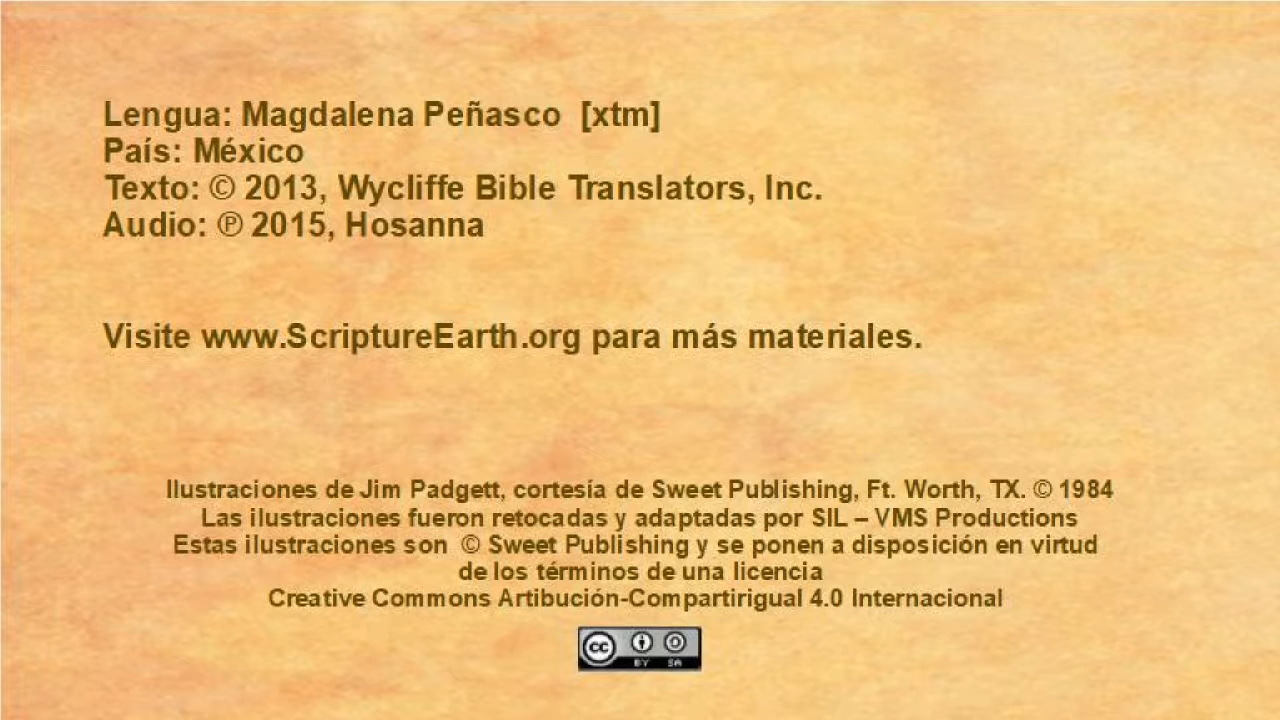 Lengua: Magdalena Peñasco [xtm]
País: México
Texto: © 2013, Wycliffe Bible Translators, Inc.
Audio: ℗ 2015, Hosanna
Visite www.ScriptureEarth.org para más materiales.
Ilustraciones de Jim Padgett, cortesía de Sweet Publishing, Ft. Worth, TX. © 1984
Las ilustraciones fueron retocadas y adaptadas por SIL – VMS Productions
Estas ilustraciones son © Sweet Publishing y se ponen a disposición en virtud
de los términos de una licencia
Creative Commons Artibución-Compartirigual 4.0 Internacional
cc BY SA